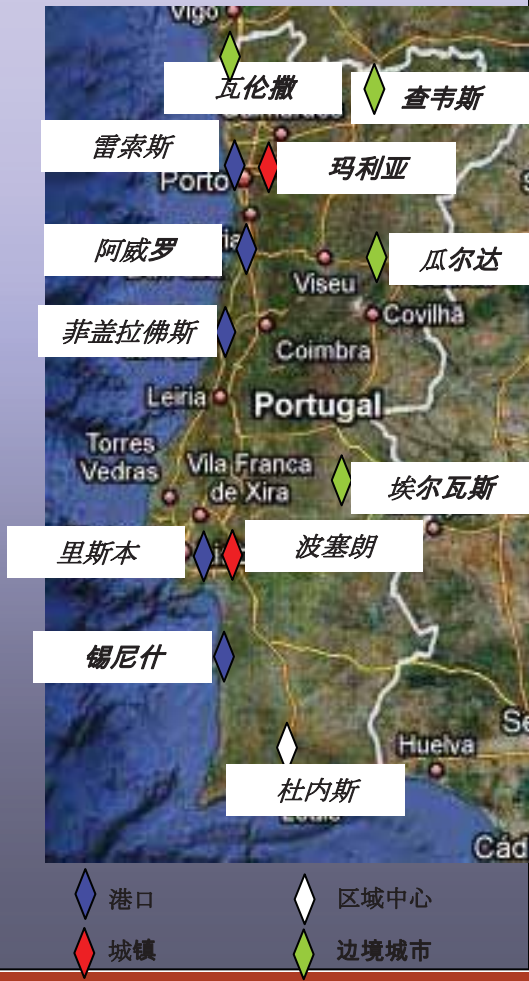 Vigo
瓦伦撒
查韦斯
雷索斯
Porto
玛利亚
阿威罗
瓜尔达
Viseu
菲盖拉佛斯
Covilhã
Coimbra
Leiria
Portugal
Torres
Vedras
Vila Franca
de Xira
埃尔瓦斯
里斯本
波塞朗
锡尼什
Huelva
杜内斯
Cád
港口
区域中心
城镇
边境城市